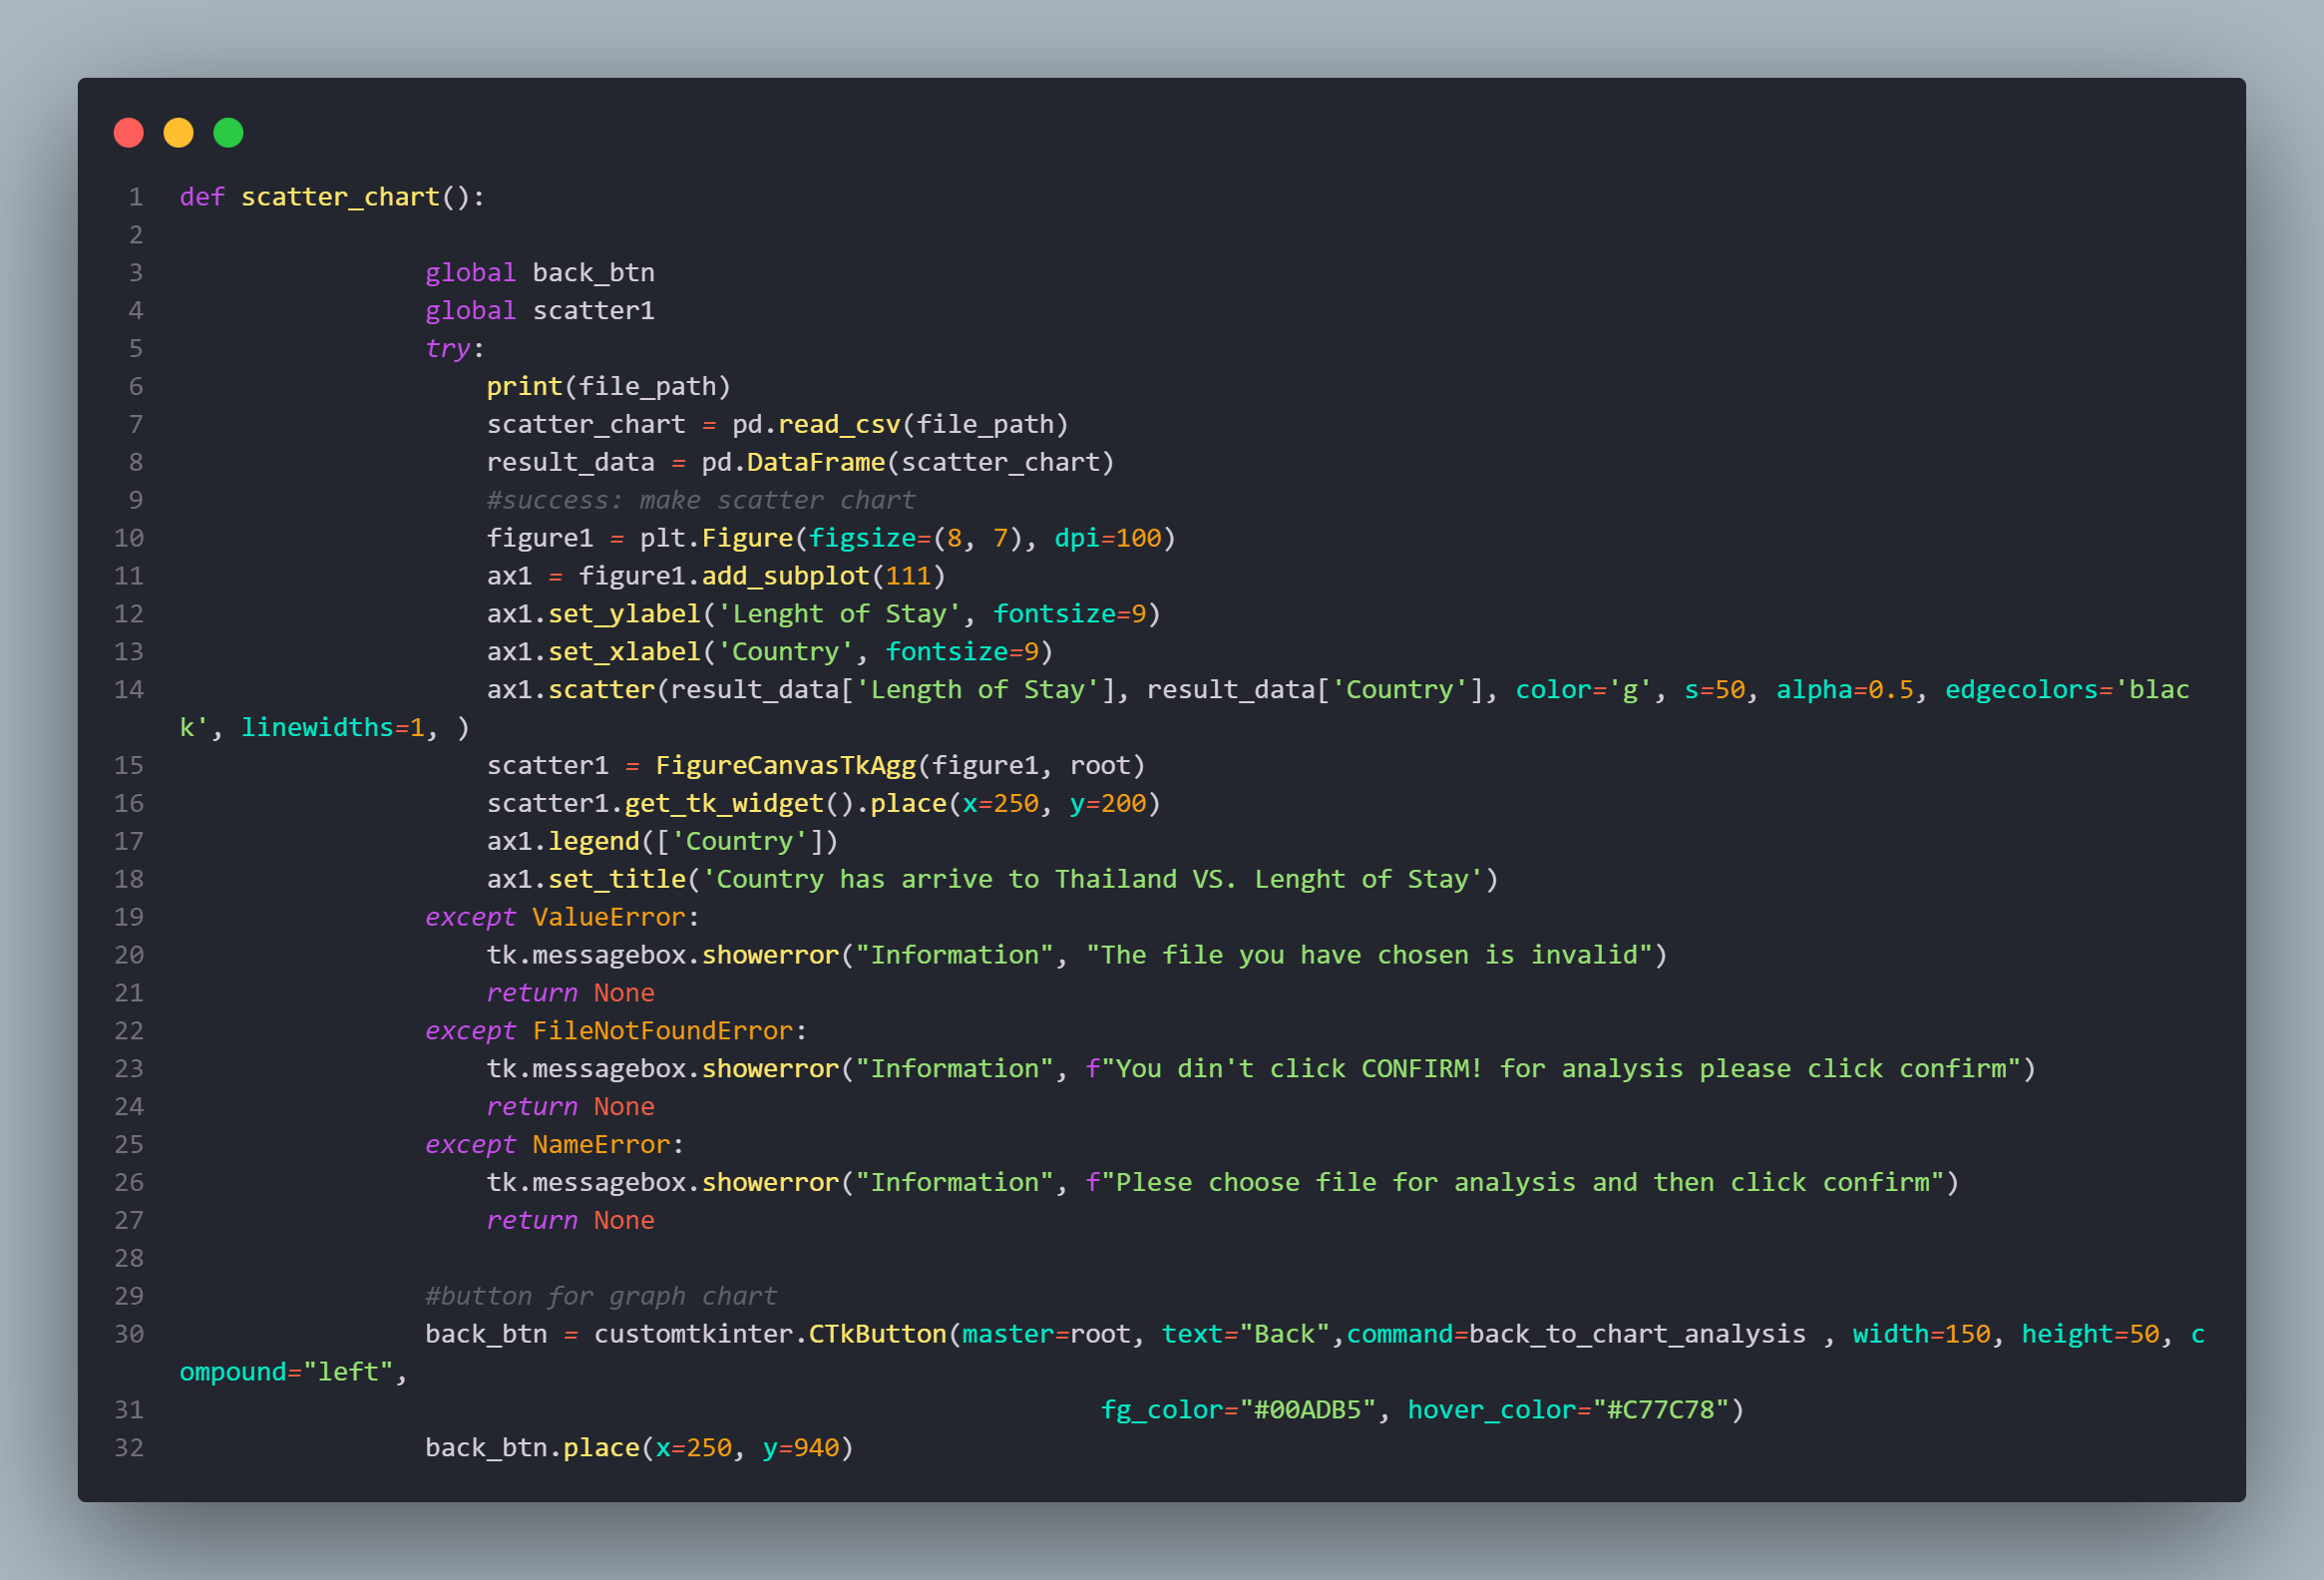 1 def scatter_chart():
2
3                 global back_btn
4                 global scatter1
5                 try:
6                     print(file_path)
7                     scatter_chart = pd.read_csv(file_path)
8                     result_data = pd.DataFrame(scatter_chart)
9                     #success: make scatter chart
10                     figure1 = plt.Figure(figsize=(8, 7), dpi=100)
11                     ax1 = figure1.add_subplot(111)
12                     ax1.set_ylabel('Lenght of Stay', fontsize=9)
13                     ax1.set_xlabel('Country', fontsize=9)
14                     ax1.scatter(result_data['Length of Stay'], result_data['Country'], color='g', s=50, alpha=0.5, edgecolors='blac
k', linewidths=1, )
15                     scatter1 = FigureCanvasTkAgg(figure1, root)
16                     scatter1.get_tk_widget().place(x=250, y=200)
17                     ax1.legend(['Country'])
18                     ax1.set_title('Country has arrive to Thailand VS. Lenght of Stay')
19                 except ValueError:
20                     tk.messagebox.showerror("Information", "The file you have chosen is invalid")
21                     return None
22                 except FileNotFoundError:
23                     tk.messagebox.showerror("Information", f"You din't click CONFIRM! for analysis please click confirm")
24                     return None
25                 except NameError:
26                     tk.messagebox.showerror("Information", f"Plese choose file for analysis and then click confirm")
27                     return None
28
29                 #button for graph chart
30                 back_btn = customtkinter.CTkButton(master=root, text="Back",command=back_to_chart_analysis , width=150, height=50, c
ompound="left",
31                                                             fg_color="#00ADB5", hover_color="#C77C78")
32                 back_btn.place(x=250, y=940)